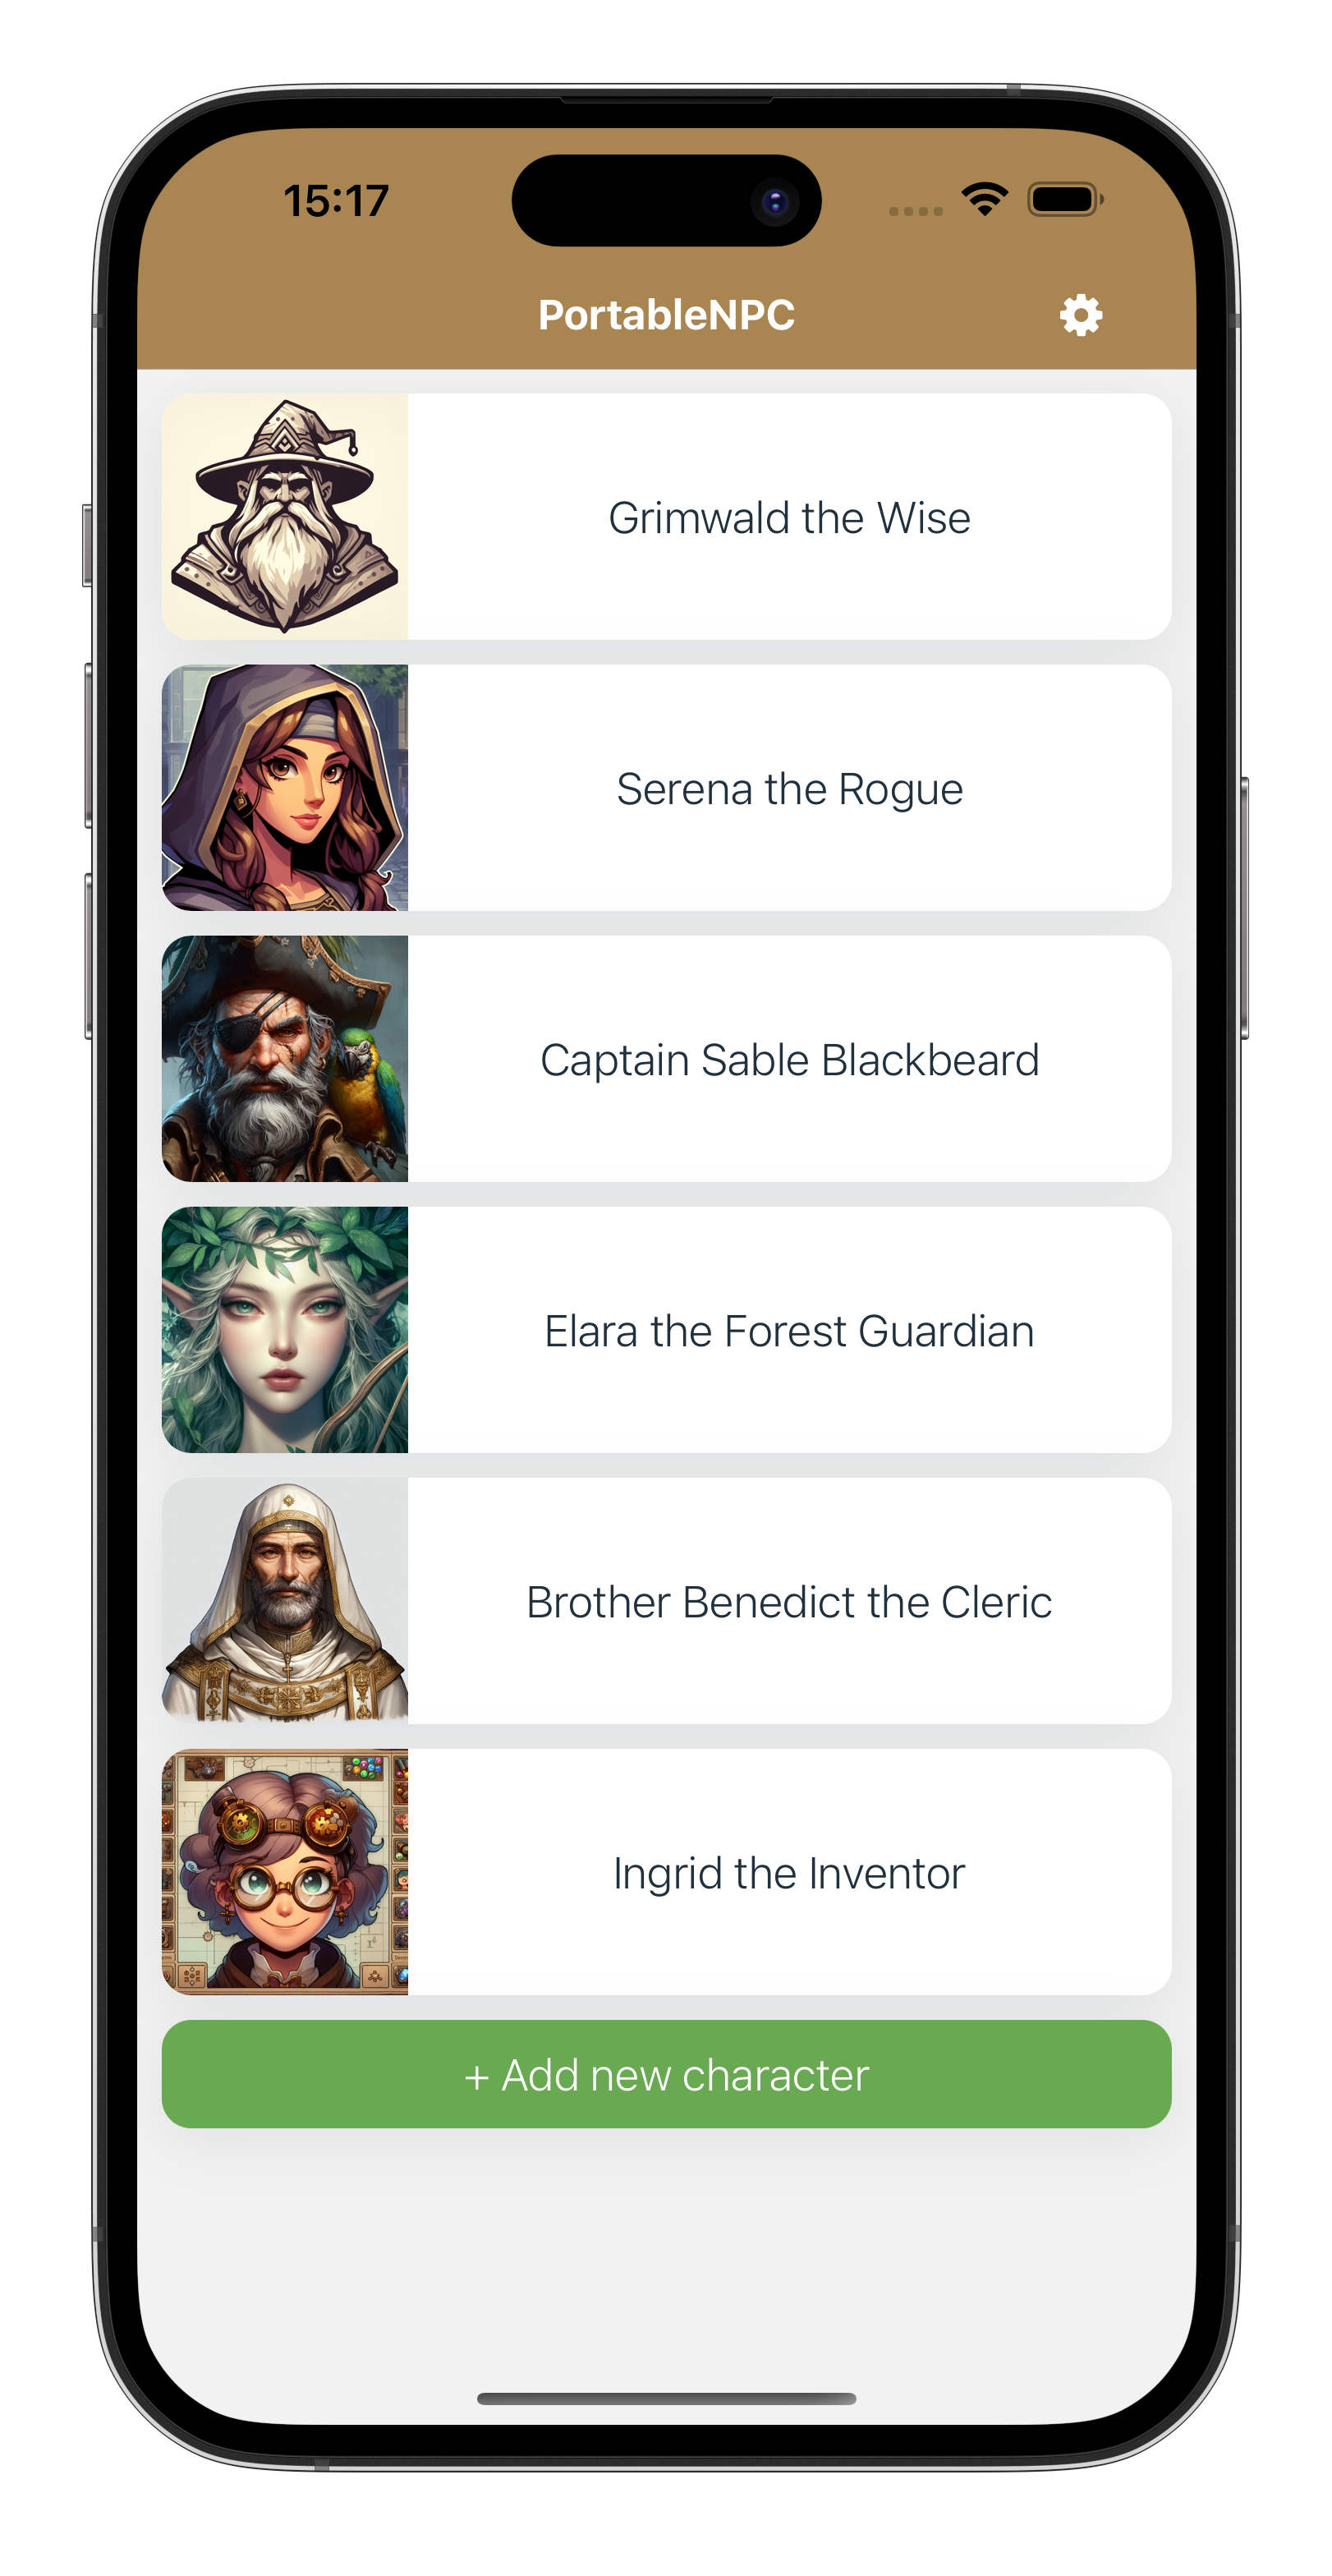 15:17
PortableNPC
Grimwald the Wise
Serena the Rogue
Captain Sable Blackbeard
Elara the Forest Guardian
Brother Benedict the Cleric
Ingrid the Inventor
+ Add new character